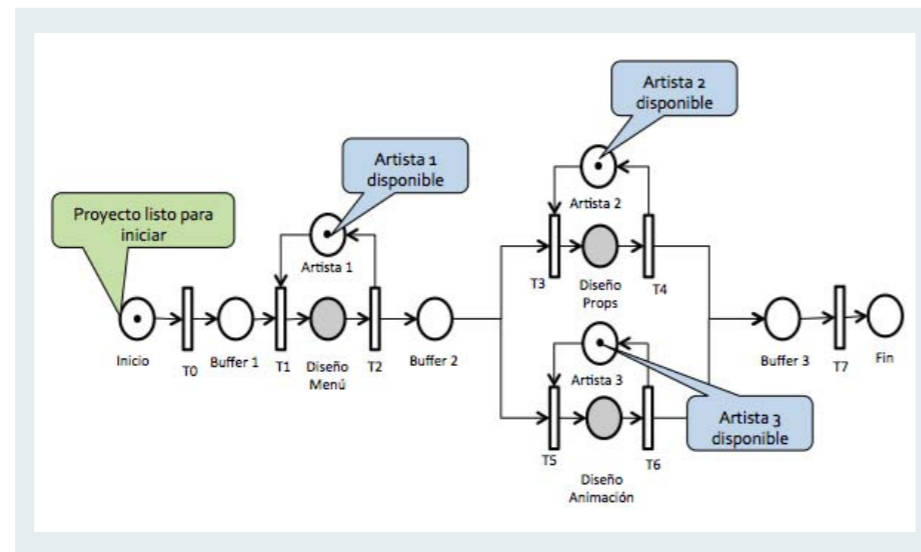 Artista 2
disponible
Artista 1
disponible
Proyecto listo para
iniciar
Artista 2
Artista 1
T3
Diseño
Props
T4
Inicio
T0
Buffer 1
T1
Diseño
Menú
T2
Buffer 2
Artista 3
Buffer 3
T7
Fin
T5
T6
Diseño
Animación
Artista 3
disponible